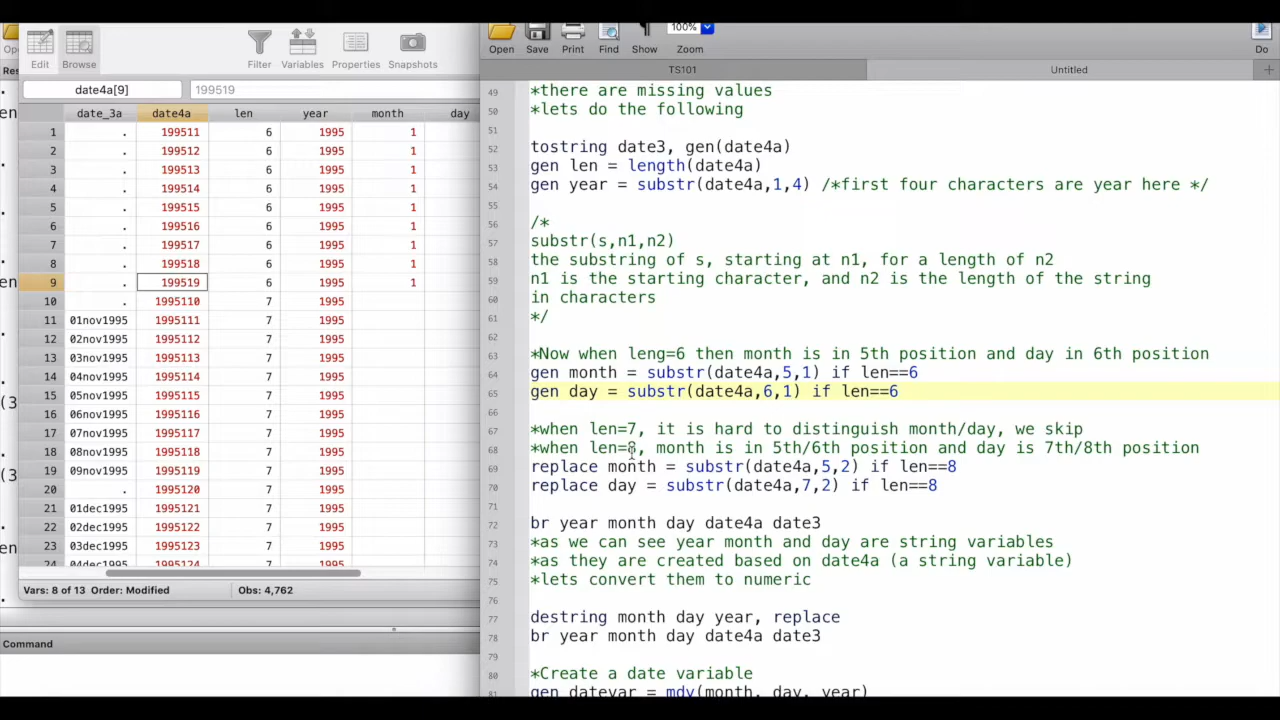 Edit Browse Filter Variables Properties Snapshots
Open Save Print Find Show 100% Zoom Do
date4a[9] 199519
TS101 Untitled
date_3a date4a len year month day
1 . 199511 6 1995 1
2 . 199512 6 1995 1
3 . 199513 6 1995 1
4 . 199514 6 1995 1
5 . 199515 6 1995 1
6 . 199516 6 1995 1
7 . 199517 6 1995 1
8 . 199518 6 1995 1
9 . 199519 6 1995 1
10 . 1995110 7 1995
11 01nov1995 1995111 7 1995
12 02nov1995 1995112 7 1995
13 03nov1995 1995113 7 1995
14 04nov1995 1995114 7 1995
15 05nov1995 1995115 7 1995
16 06nov1995 1995116 7 1995
17 07nov1995 1995117 7 1995
18 08nov1995 1995118 7 1995
19 09nov1995 1995119 7 1995
20 . 1995120 7 1995
21 01dec1995 1995121 7 1995
22 02dec1995 1995122 7 1995
23 03dec1995 1995123 7 1995
24 04dec1995 1995124 7 1995
Vars: 8 of 13 Order: Modified Obs: 4,762
Command
49 *there are missing values
50 *lets do the following
51
52 tostring date3, gen(date4a)
53 gen len = length(date4a)
54 gen year = substr(date4a,1,4) /*first four characters are year here */
55
56 /*
57 substr(s,n1,n2)
58 the substring of s, starting at n1, for a length of n2
59 n1 is the starting character, and n2 is the length of the string
60 in characters
61 */
62
63 *Now when leng=6 then month is in 5th position and day in 6th position
64 gen month = substr(date4a,5,1) if len==6
65 gen day = substr(date4a,6,1) if len==6
66
67 *when len=7, it is hard to distinguish month/day, we skip
68 *when len=8, month is in 5th/6th position and day is 7th/8th position
69 replace month = substr(date4a,5,2) if len==8
70 replace day = substr(date4a,7,2) if len==8
71
72 br year month day date4a date3
73 *as we can see year month and day are string variables
74 *as they are created based on date4a (a string variable)
75 *lets convert them to numeric
76
77 destring month day year, replace
78 br year month day date4a date3
79
80 *Create a date variable
81 gen datevar = mdy(month, day, year)